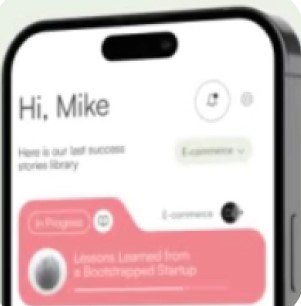 Hi, Mike
Here is our last success
stories library
E-commerce
E-commerce
In Progress
Lessons Learned from
a Bootstrapped Startup